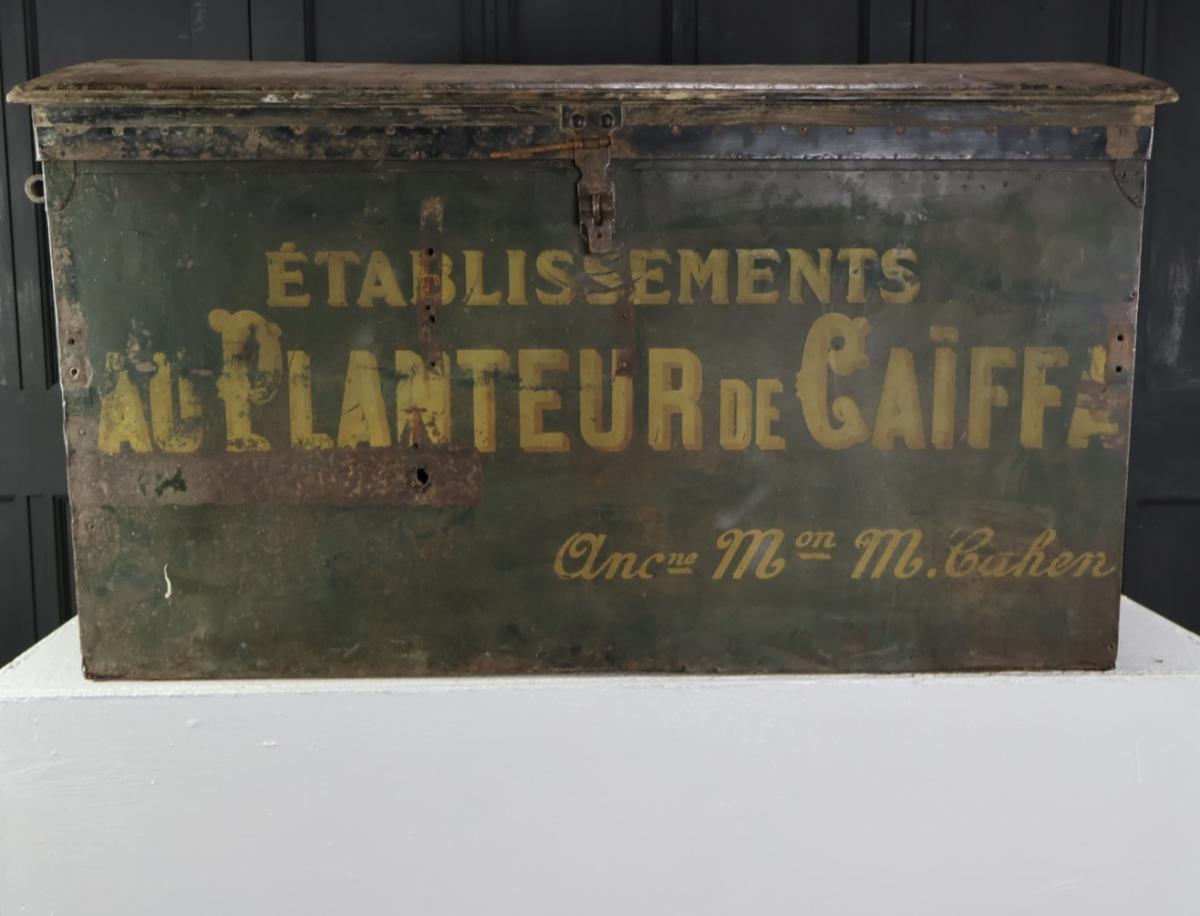 ÉTABLISSEMENTS
AU PLANTEUR DE CAÏFFA
Ancne Mon M. Cahen